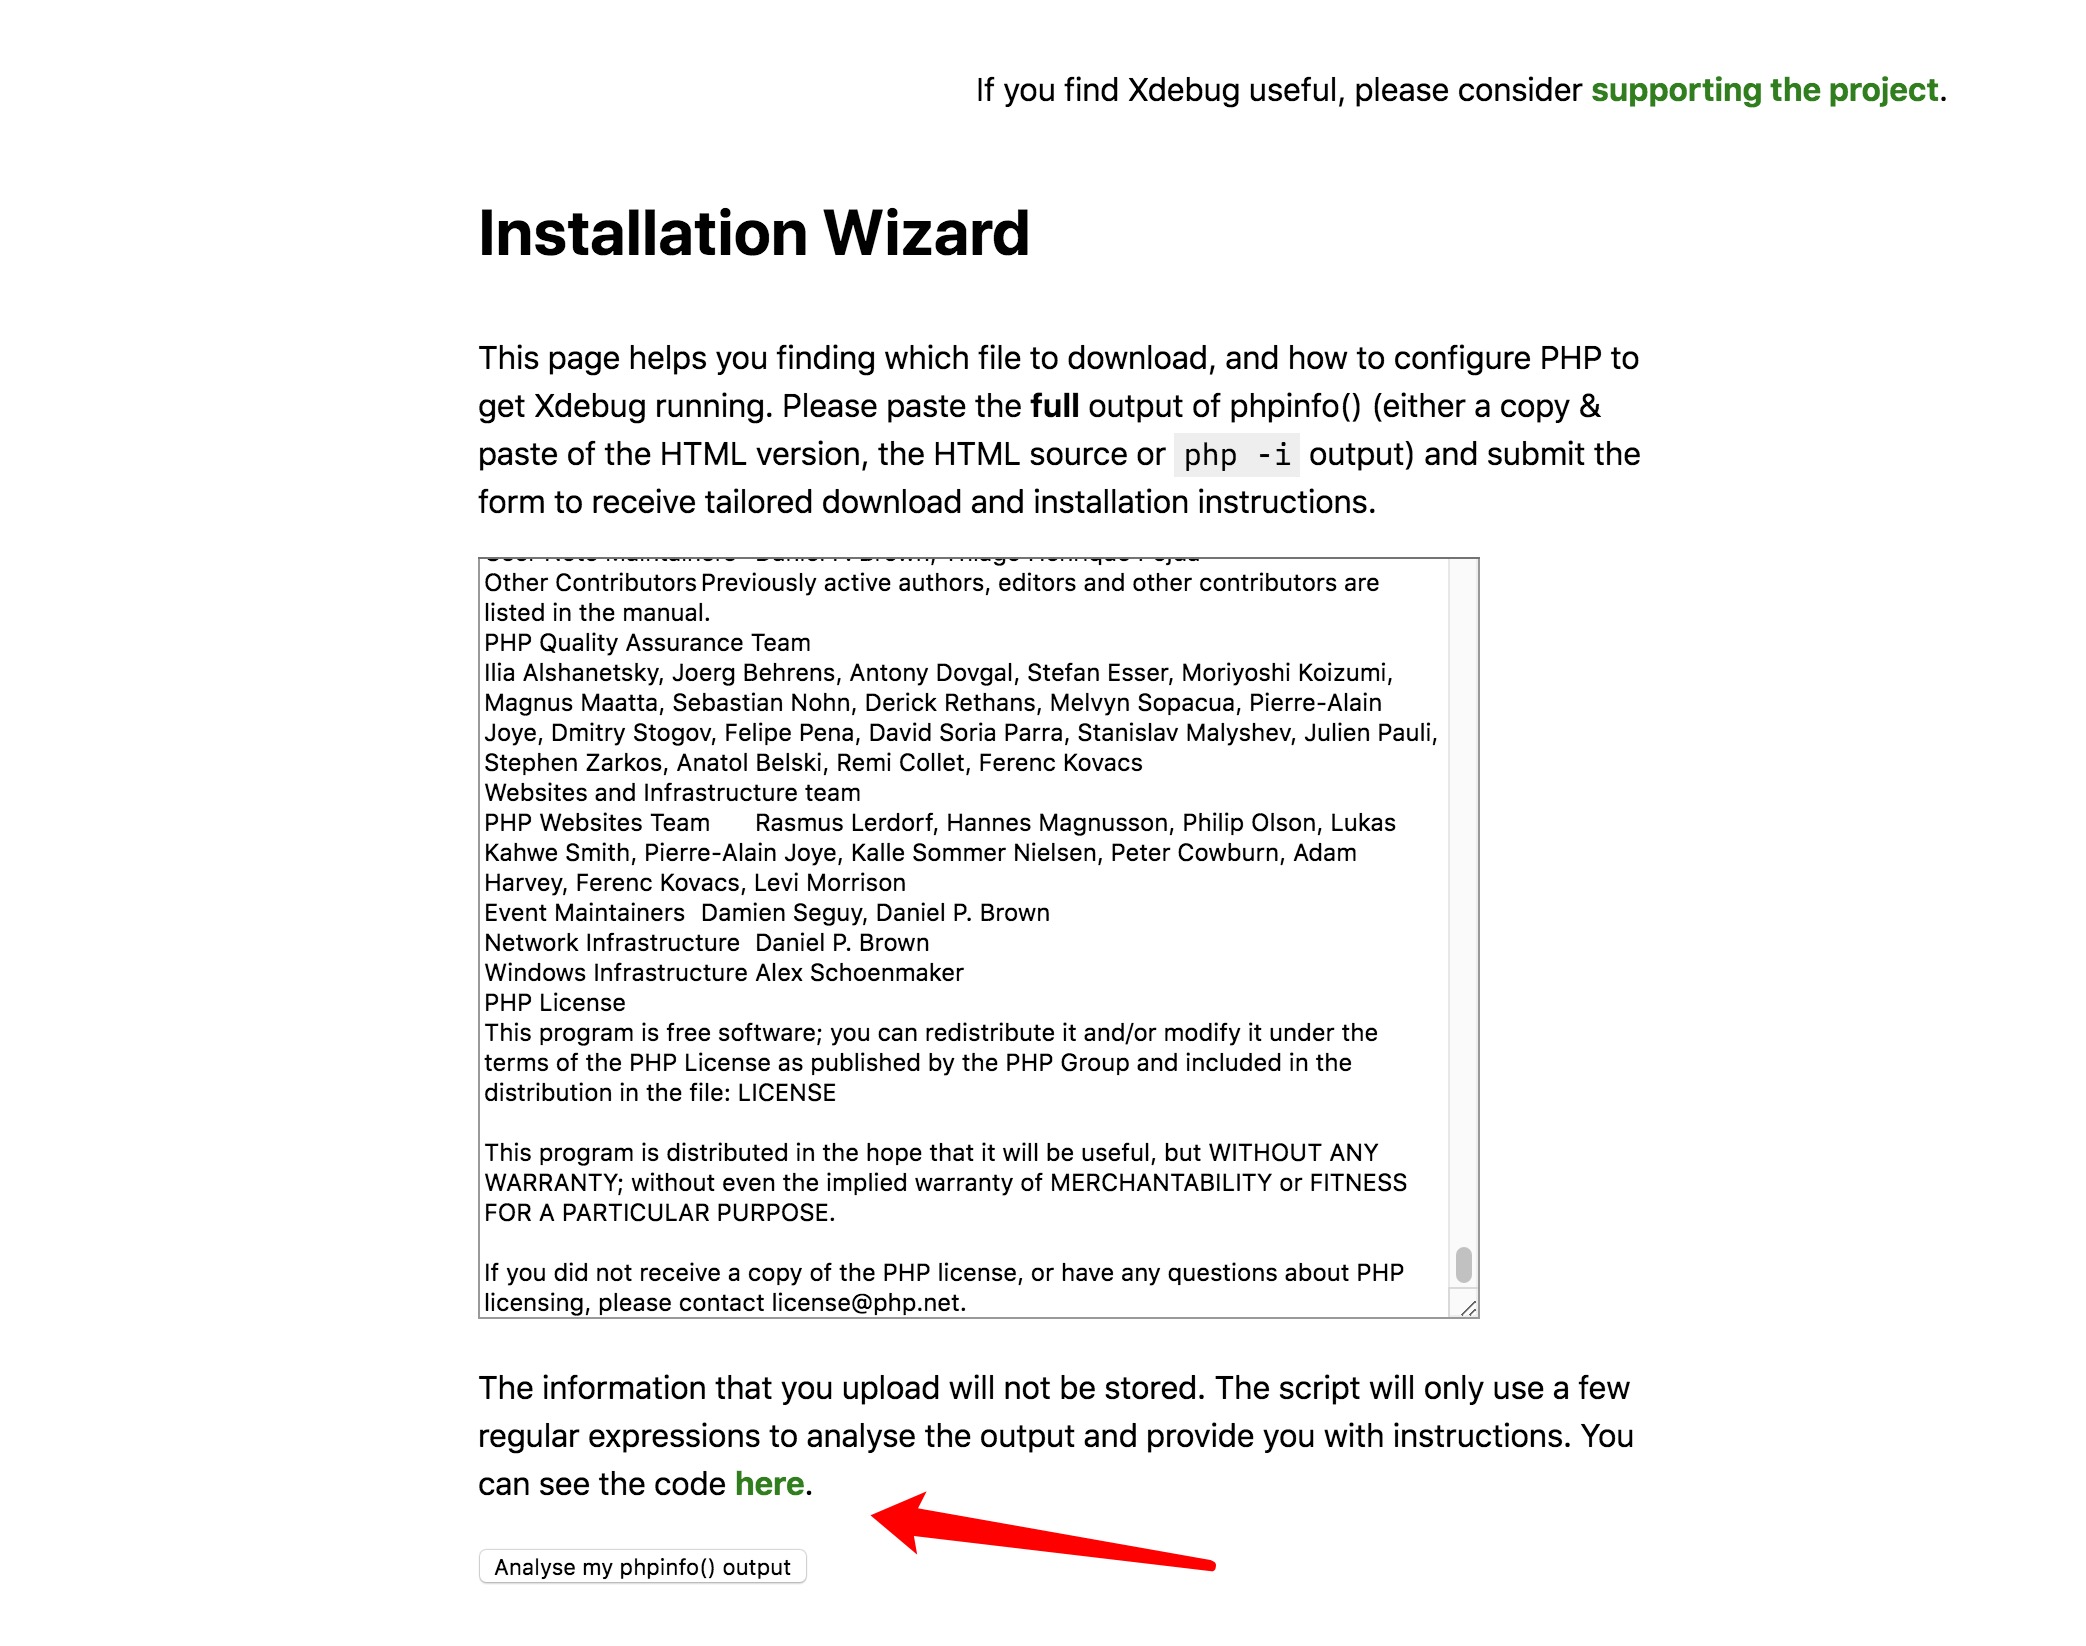 If you find Xdebug useful, please consider supporting the project.
Installation Wizard
This page helps you finding which file to download, and how to configure PHP to
get Xdebug running. Please paste the full output of phpinfo() (either a copy &
paste of the HTML version, the HTML source or php -i output) and submit the
form to receive tailored download and installation instructions.
Other Contributors Previously active authors, editors and other contributors are
listed in the manual.
PHP Quality Assurance Team
Ilia Alshanetsky, Joerg Behrens, Antony Dovgal, Stefan Esser, Moriyoshi Koizumi,
Magnus Maatta, Sebastian Nohn, Derick Rethans, Melvyn Sopacua, Pierre-Alain
Joye, Dmitry Stogov, Felipe Pena, David Soria Parra, Stanislav Malyshev, Julien Pauli,
Stephen Zarkos, Anatol Belski, Remi Collet, Ferenc Kovacs
Websites and Infrastructure team
PHP Websites Team Rasmus Lerdorf, Hannes Magnusson, Philip Olson, Lukas
Kahwe Smith, Pierre-Alain Joye, Kalle Sommer Nielsen, Peter Cowburn, Adam
Harvey, Ferenc Kovacs, Levi Morrison
Event Maintainers Damien Seguy, Daniel P. Brown
Network Infrastructure Daniel P. Brown
Windows Infrastructure Alex Schoenmaker
PHP License
This program is free software; you can redistribute it and/or modify it under the
terms of the PHP License as published by the PHP Group and included in the
distribution in the file: LICENSE
This program is distributed in the hope that it will be useful, but WITHOUT ANY
WARRANTY; without even the implied warranty of MERCHANTABILITY or FITNESS
FOR A PARTICULAR PURPOSE.
If you did not receive a copy of the PHP license, or have any questions about PHP
licensing, please contact license@php.net.
The information that you upload will not be stored. The script will only use a few
regular expressions to analyse the output and provide you with instructions. You
can see the code here.
Analyse my phpinfo() output